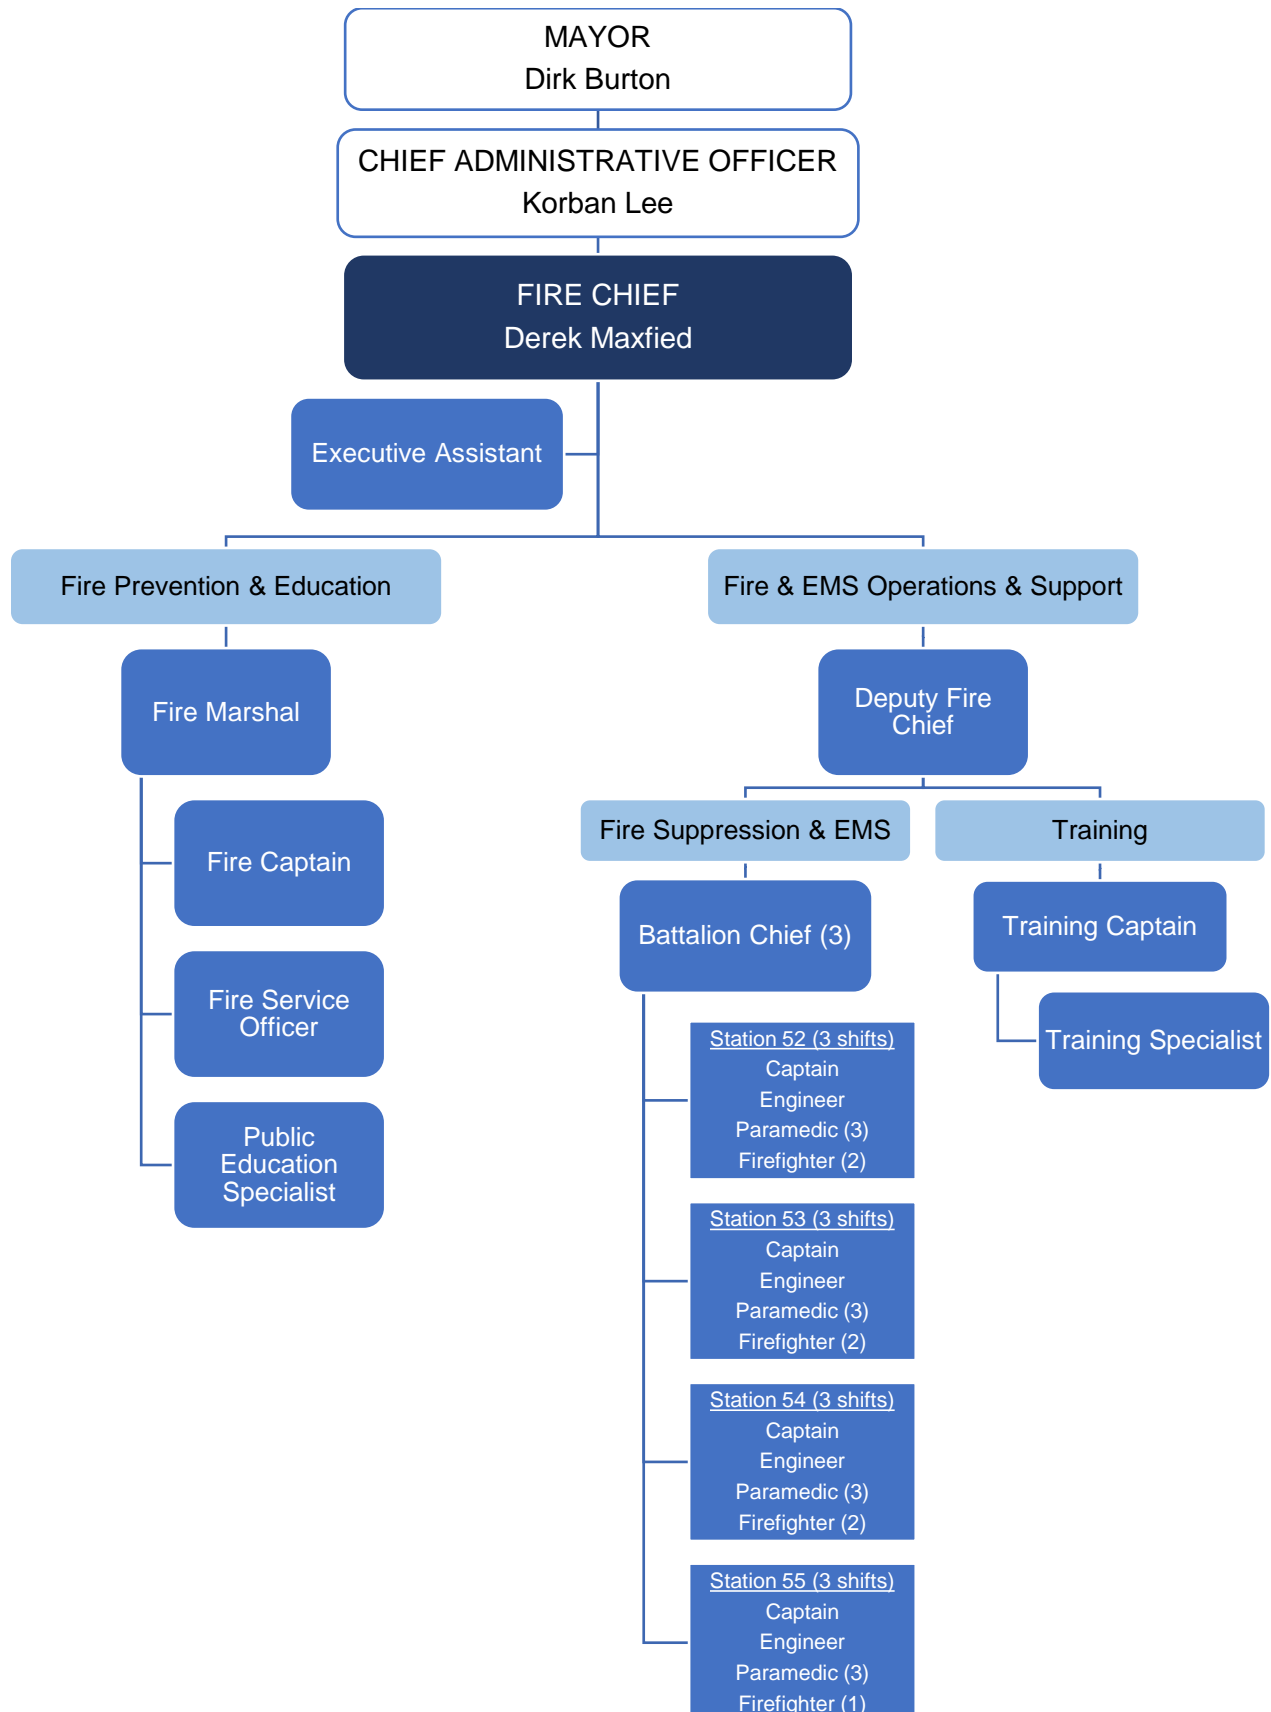 MAYOR
Dirk Burton
CHIEF ADMINISTRATIVE OFFICER
Korban Lee
FIRE CHIEF
Derek Maxfied
Executive Assistant
Fire Prevention & Education
Fire Marshal
Fire Captain
Fire Service
Officer
Public
Education
Specialist
Fire & EMS Operations & Support
Deputy Fire
Chief
Fire Suppression & EMS
Battalion Chief (3)
Station 52 (3 shifts)
Captain
Engineer
Paramedic (3)
Firefighter (2)
Station 53 (3 shifts)
Captain
Engineer
Paramedic (3)
Firefighter (2)
Station 54 (3 shifts)
Captain
Engineer
Paramedic (3)
Firefighter (2)
Station 55 (3 shifts)
Captain
Engineer
Paramedic (3)
Firefighter (1)
Training
Training Captain
Training Specialist